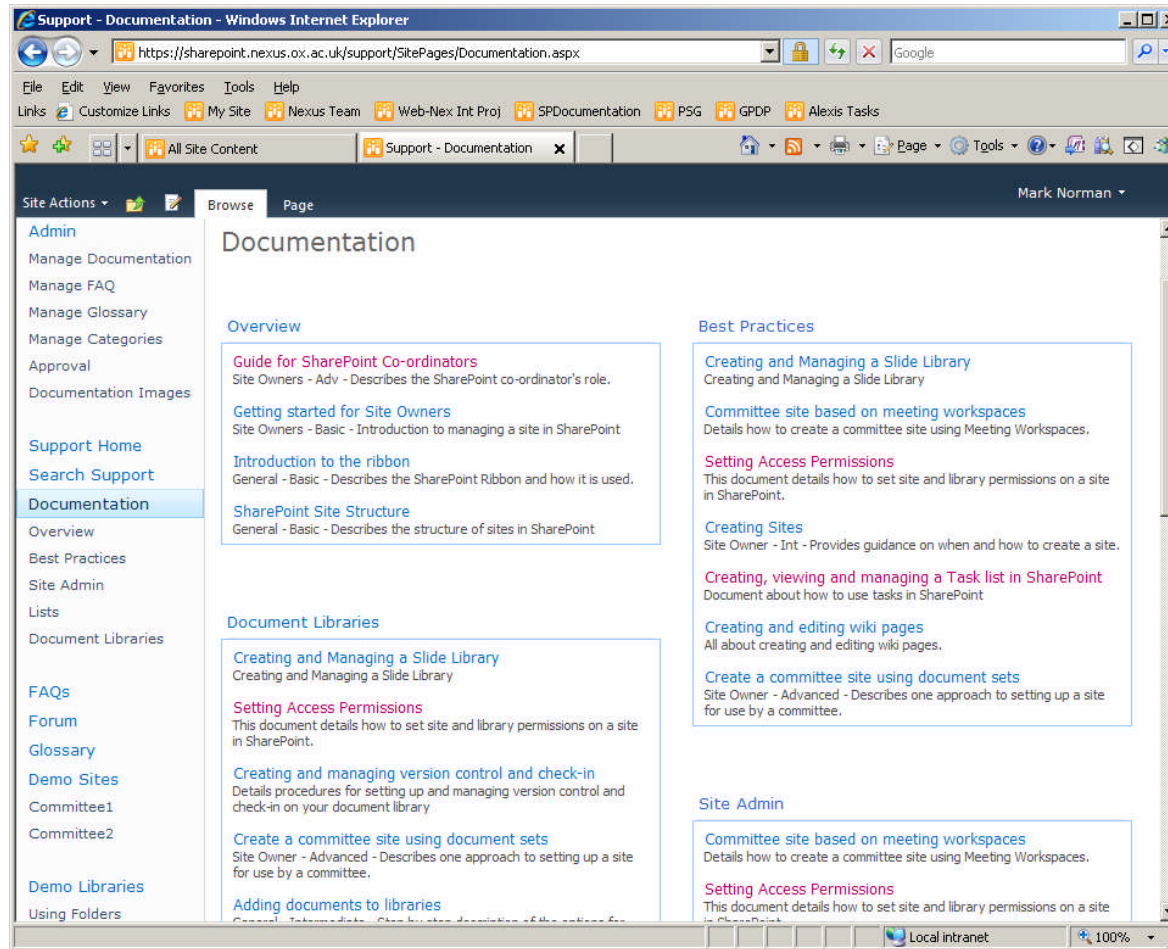 Support - Documentation - Windows Internet Explorer
https://sharepoint.nexus.ox.ac.uk/support/SitePages/Documentation.aspx
Google
File Edit View Favorites Tools Help
Links Customize Links My Site Nexus Team Web-Nex Int Proj SPDocumentation PSG GPDP Alexis Tasks
All Site Content
Support - Documentation
Page Tools
Site Actions
Browse
Page
Mark Norman
Admin
Manage Documentation
Manage FAQ
Manage Glossary
Manage Categories
Approval
Documentation Images
Support Home
Search Support
Documentation
Overview
Best Practices
Site Admin
Lists
Document Libraries
FAQs
Forum
Glossary
Demo Sites
Committee1
Committee2
Demo Libraries
Using Folders
Documentation
Overview
Guide for SharePoint Co-ordinators
Site Owners - Adv - Describes the SharePoint co-ordinator's role.
Getting started for Site Owners
Site Owners - Basic - Introduction to managing a site in SharePoint
Introduction to the ribbon
General - Basic - Describes the SharePoint Ribbon and how it is used.
SharePoint Site Structure
General - Basic - Describes the structure of sites in SharePoint
Document Libraries
Creating and Managing a Slide Library
Creating and Managing a Slide Library
Setting Access Permissions
This document details how to set site and library permissions on a site
in SharePoint.
Creating and managing version control and check-in
Details procedures for setting up and managing version control and
check-in on your document library
Create a committee site using document sets
Site Owner - Advanced - Describes one approach to setting up a site
for use by a committee.
Adding documents to libraries
General - Intermediate - Step by step description of the options for
Best Practices
Creating and Managing a Slide Library
Creating and Managing a Slide Library
Committee site based on meeting workspaces
Details how to create a committee site using Meeting Workspaces.
Setting Access Permissions
This document details how to set site and library permissions on a site
in SharePoint.
Creating Sites
Site Owner - Int - Provides guidance on when and how to create a site.
Creating, viewing and managing a Task list in SharePoint
Document about how to use tasks in SharePoint
Creating and editing wiki pages
All about creating and editing wiki pages.
Create a committee site using document sets
Site Owner - Advanced - Describes one approach to setting up a site
for use by a committee.
Site Admin
Committee site based on meeting workspaces
Details how to create a committee site using Meeting Workspaces.
Setting Access Permissions
This document details how to set site and library permissions on a site
in SharePoint.
Local intranet
100%